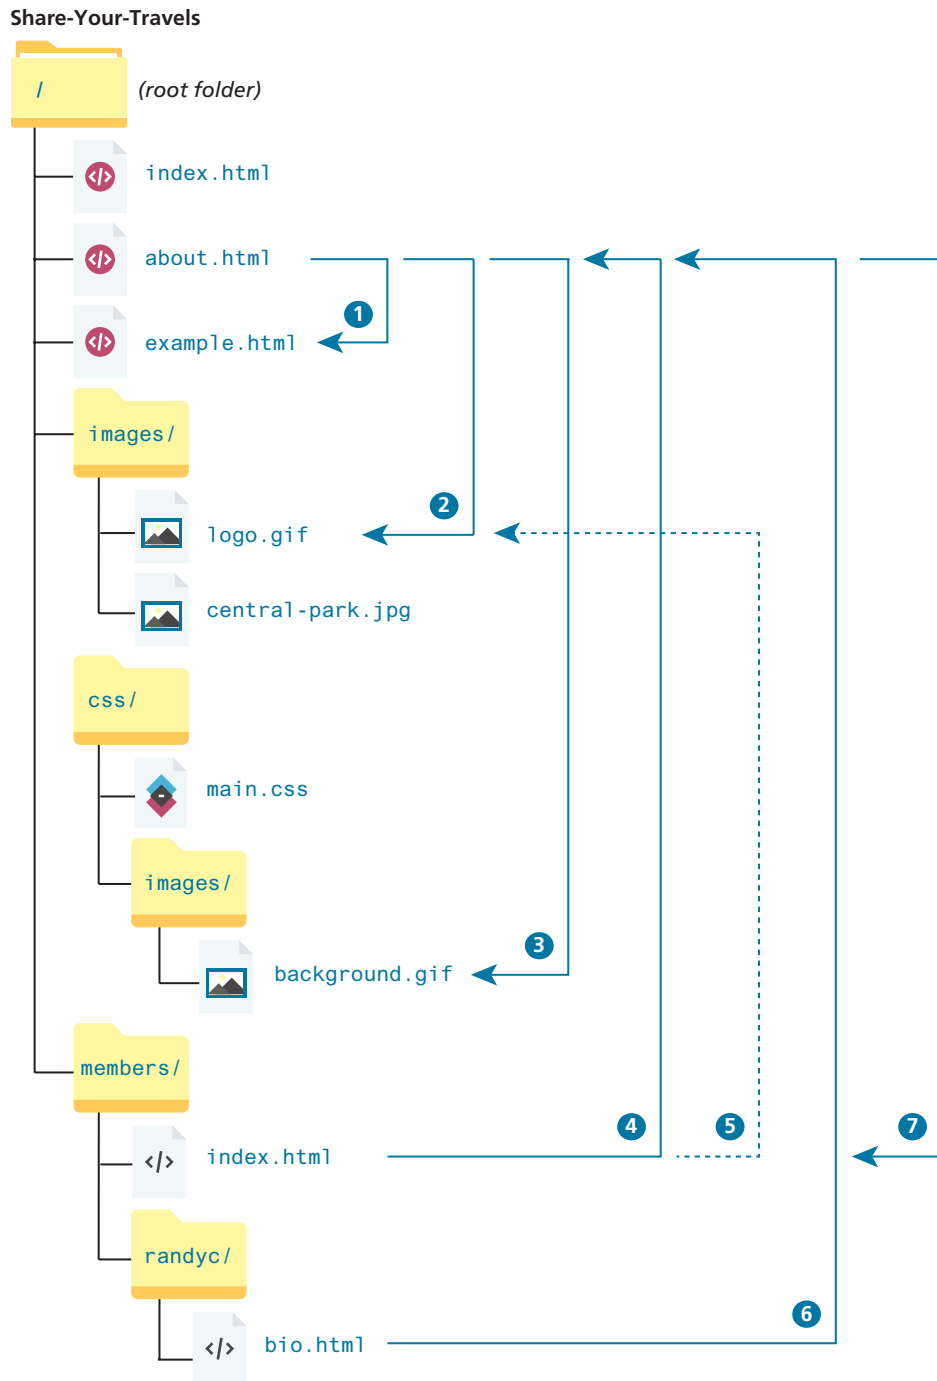 Share-Your-Travels
/ (root folder)
index.html
about.html
1
example.html
images/
2
logo.gif
central-park.jpg
css/
main.css
images/
3
background.gif
members/
4 5 7
index.html
randyc/
6
bio.html